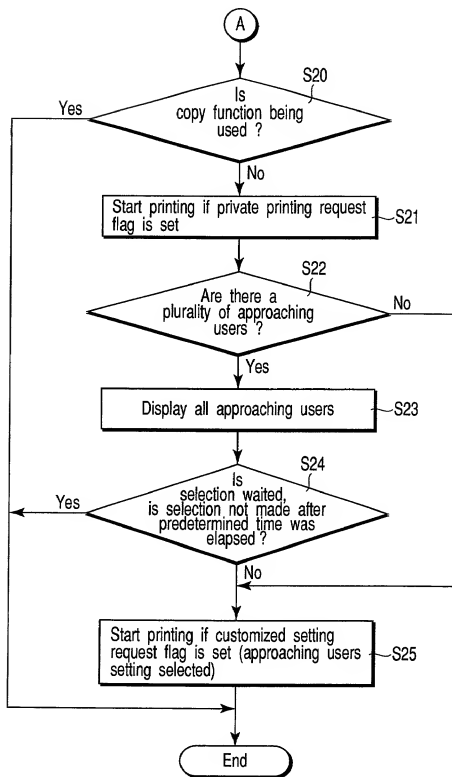 A
S20
Is
copy function being
used ?
Yes
No
Start printing if private printing request
flag is set
S21
S22
Are there a
plurality of approaching
users ?
No
Yes
Display all approaching users
S23
S24
Is
selection waited,
is selection not made after
predetermined time was
elapsed ?
Yes
No
Start printing if customized setting
request flag is set (approaching users
setting selected)
S25
End